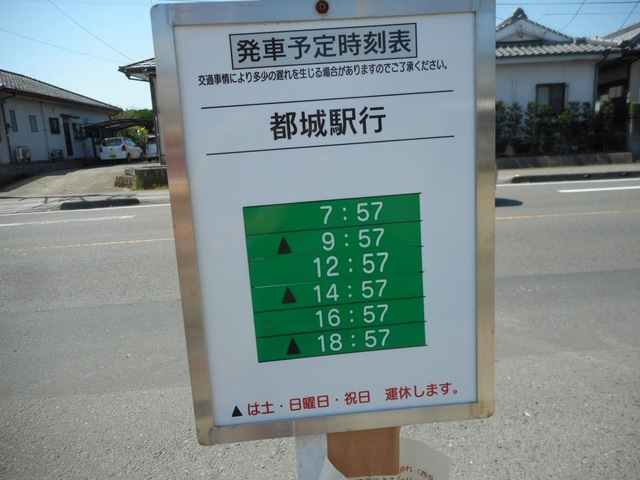 発車予定時刻表
交通事情により多少の遅れを生じる場合がありますのでご了承ください。
都城駅行
7:57
▲ 9:57
12:57
▲ 14:57
16:57
▲ 18:57
▲は土・日曜日・祝日 運休します。